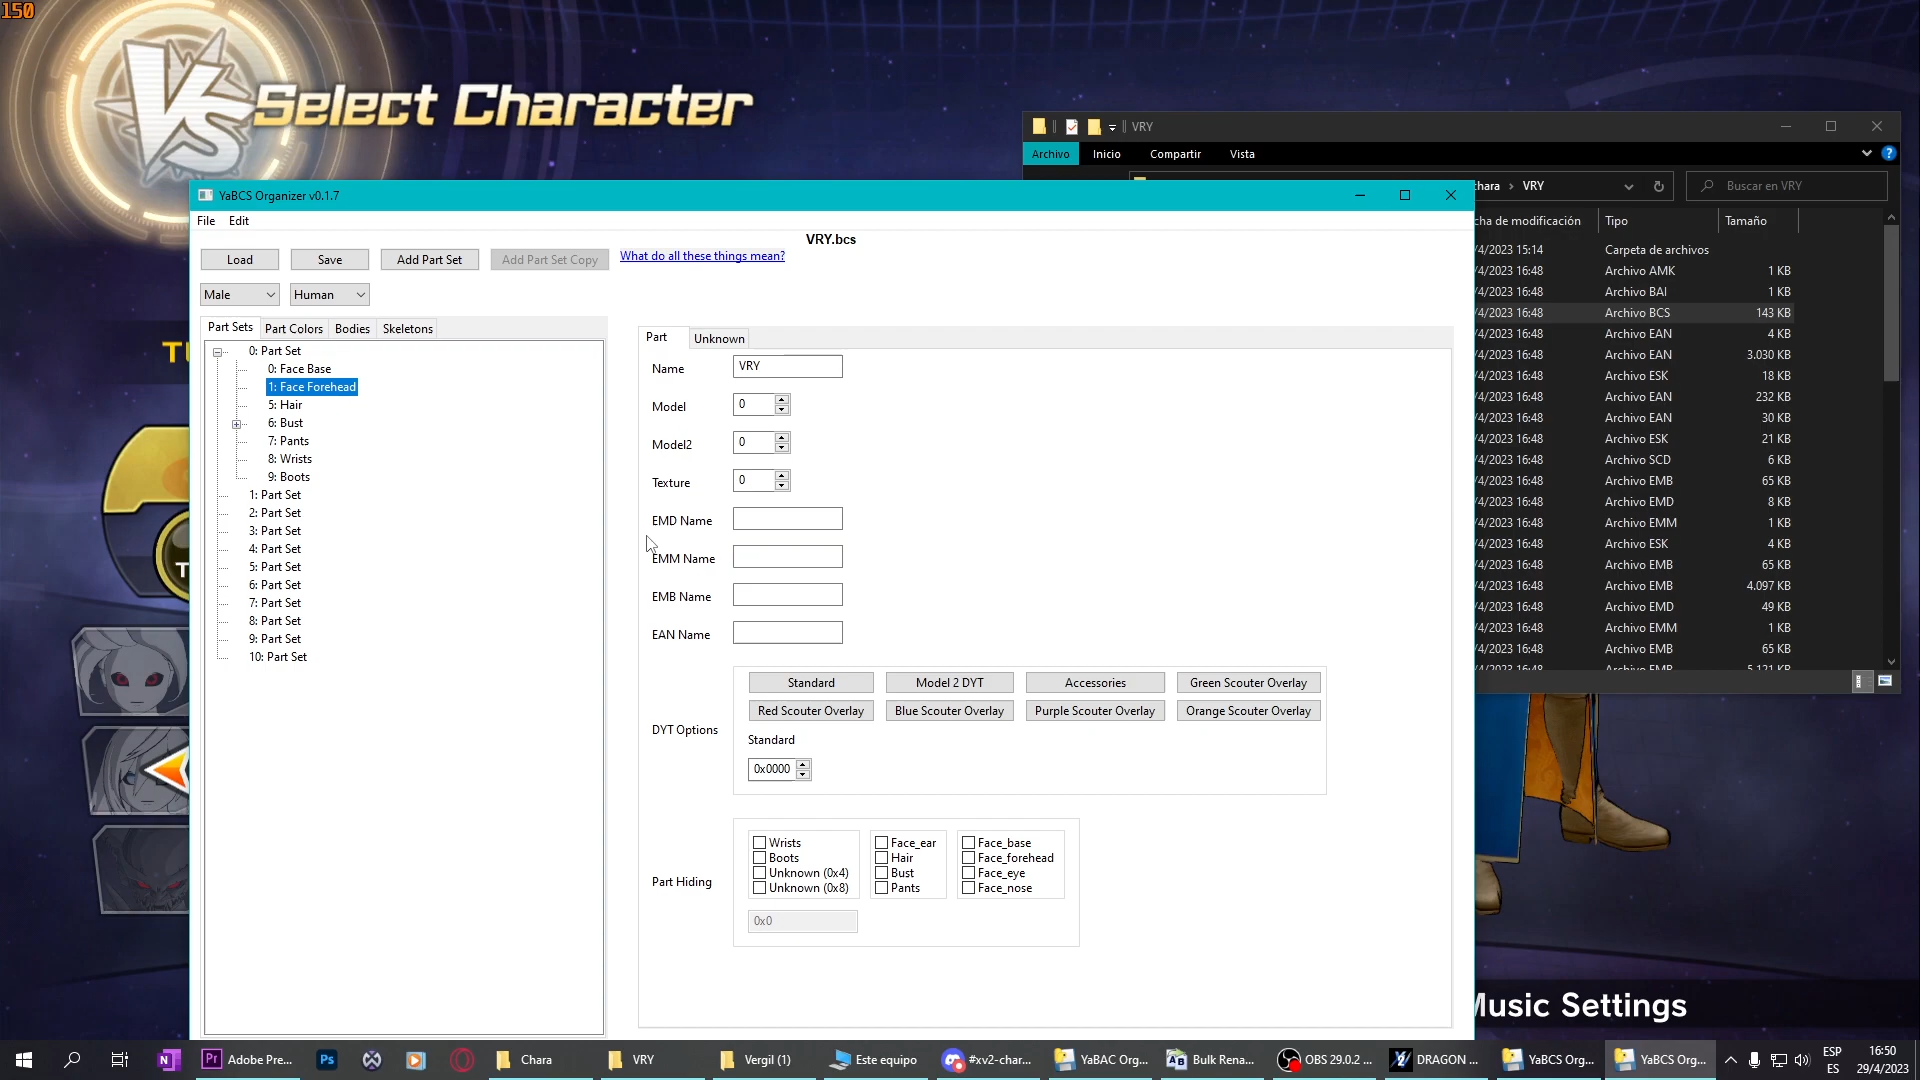 150
VS
Select Character
VRY
Archivo
Inicio
Compartir
Vista
?
YaBCS Organizer v0.1.7
hara › VRY
Buscar en VRY
File
Edit
cha de modificación
Tipo
Tamaño
VRY.bcs
Load
Save
Add Part Set
Add Part Set Copy
What do all these things mean?
Male
Human
Part Sets
Part Colors
Bodies
Skeletons
Part
Unknown
0: Part Set
0: Face Base
1: Face Forehead
5: Hair
6: Bust
7: Pants
8: Wrists
9: Boots
1: Part Set
2: Part Set
3: Part Set
4: Part Set
5: Part Set
6: Part Set
7: Part Set
8: Part Set
9: Part Set
10: Part Set
Name VRY
Model 0
Model2 0
Texture 0
EMD Name
EMM Name
EMB Name
EAN Name
Standard
Model 2 DYT
Accessories
Green Scouter Overlay
Red Scouter Overlay
Blue Scouter Overlay
Purple Scouter Overlay
Orange Scouter Overlay
DYT Options
Standard
0x0000
Part Hiding
Wrists
Boots
Unknown (0x4)
Unknown (0x8)
Face_ear
Hair
Bust
Pants
Face_base
Face_forehead
Face_eye
Face_nose
0x0
/4/2023 15:14 Carpeta de archivos
/4/2023 16:48 Archivo AMK 1 KB
/4/2023 16:48 Archivo BAI 1 KB
/4/2023 16:48 Archivo BCS 143 KB
/4/2023 16:48 Archivo EAN 4 KB
/4/2023 16:48 Archivo EAN 3.030 KB
/4/2023 16:48 Archivo ESK 18 KB
/4/2023 16:48 Archivo EAN 232 KB
/4/2023 16:48 Archivo EAN 30 KB
/4/2023 16:48 Archivo ESK 21 KB
/4/2023 16:48 Archivo SCD 6 KB
/4/2023 16:48 Archivo EMB 65 KB
/4/2023 16:48 Archivo EMD 8 KB
/4/2023 16:48 Archivo EMM 1 KB
/4/2023 16:48 Archivo ESK 4 KB
/4/2023 16:48 Archivo EMB 65 KB
/4/2023 16:48 Archivo EMB 4.097 KB
/4/2023 16:48 Archivo EMD 49 KB
/4/2023 16:48 Archivo EMM 1 KB
/4/2023 16:48 Archivo EMB 65 KB
/4/2023 16:48 Archivo EMB 5.121 KB
Music Settings
Adobe Pre...
Chara
VRY
Vergil (1)
Este equipo
#xv2-char...
YaBAC Org...
Bulk Rena...
OBS 29.0.2 ...
DRAGON ...
YaBCS Org...
YaBCS Org...
ESP
ES
16:50
29/4/2023